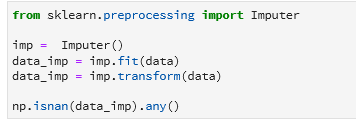 from sklearn.preprocessing import Imputer
imp =  Imputer()
data_imp = imp.fit(data)
data_imp = imp.transform(data)
np.isnan(data_imp).any()